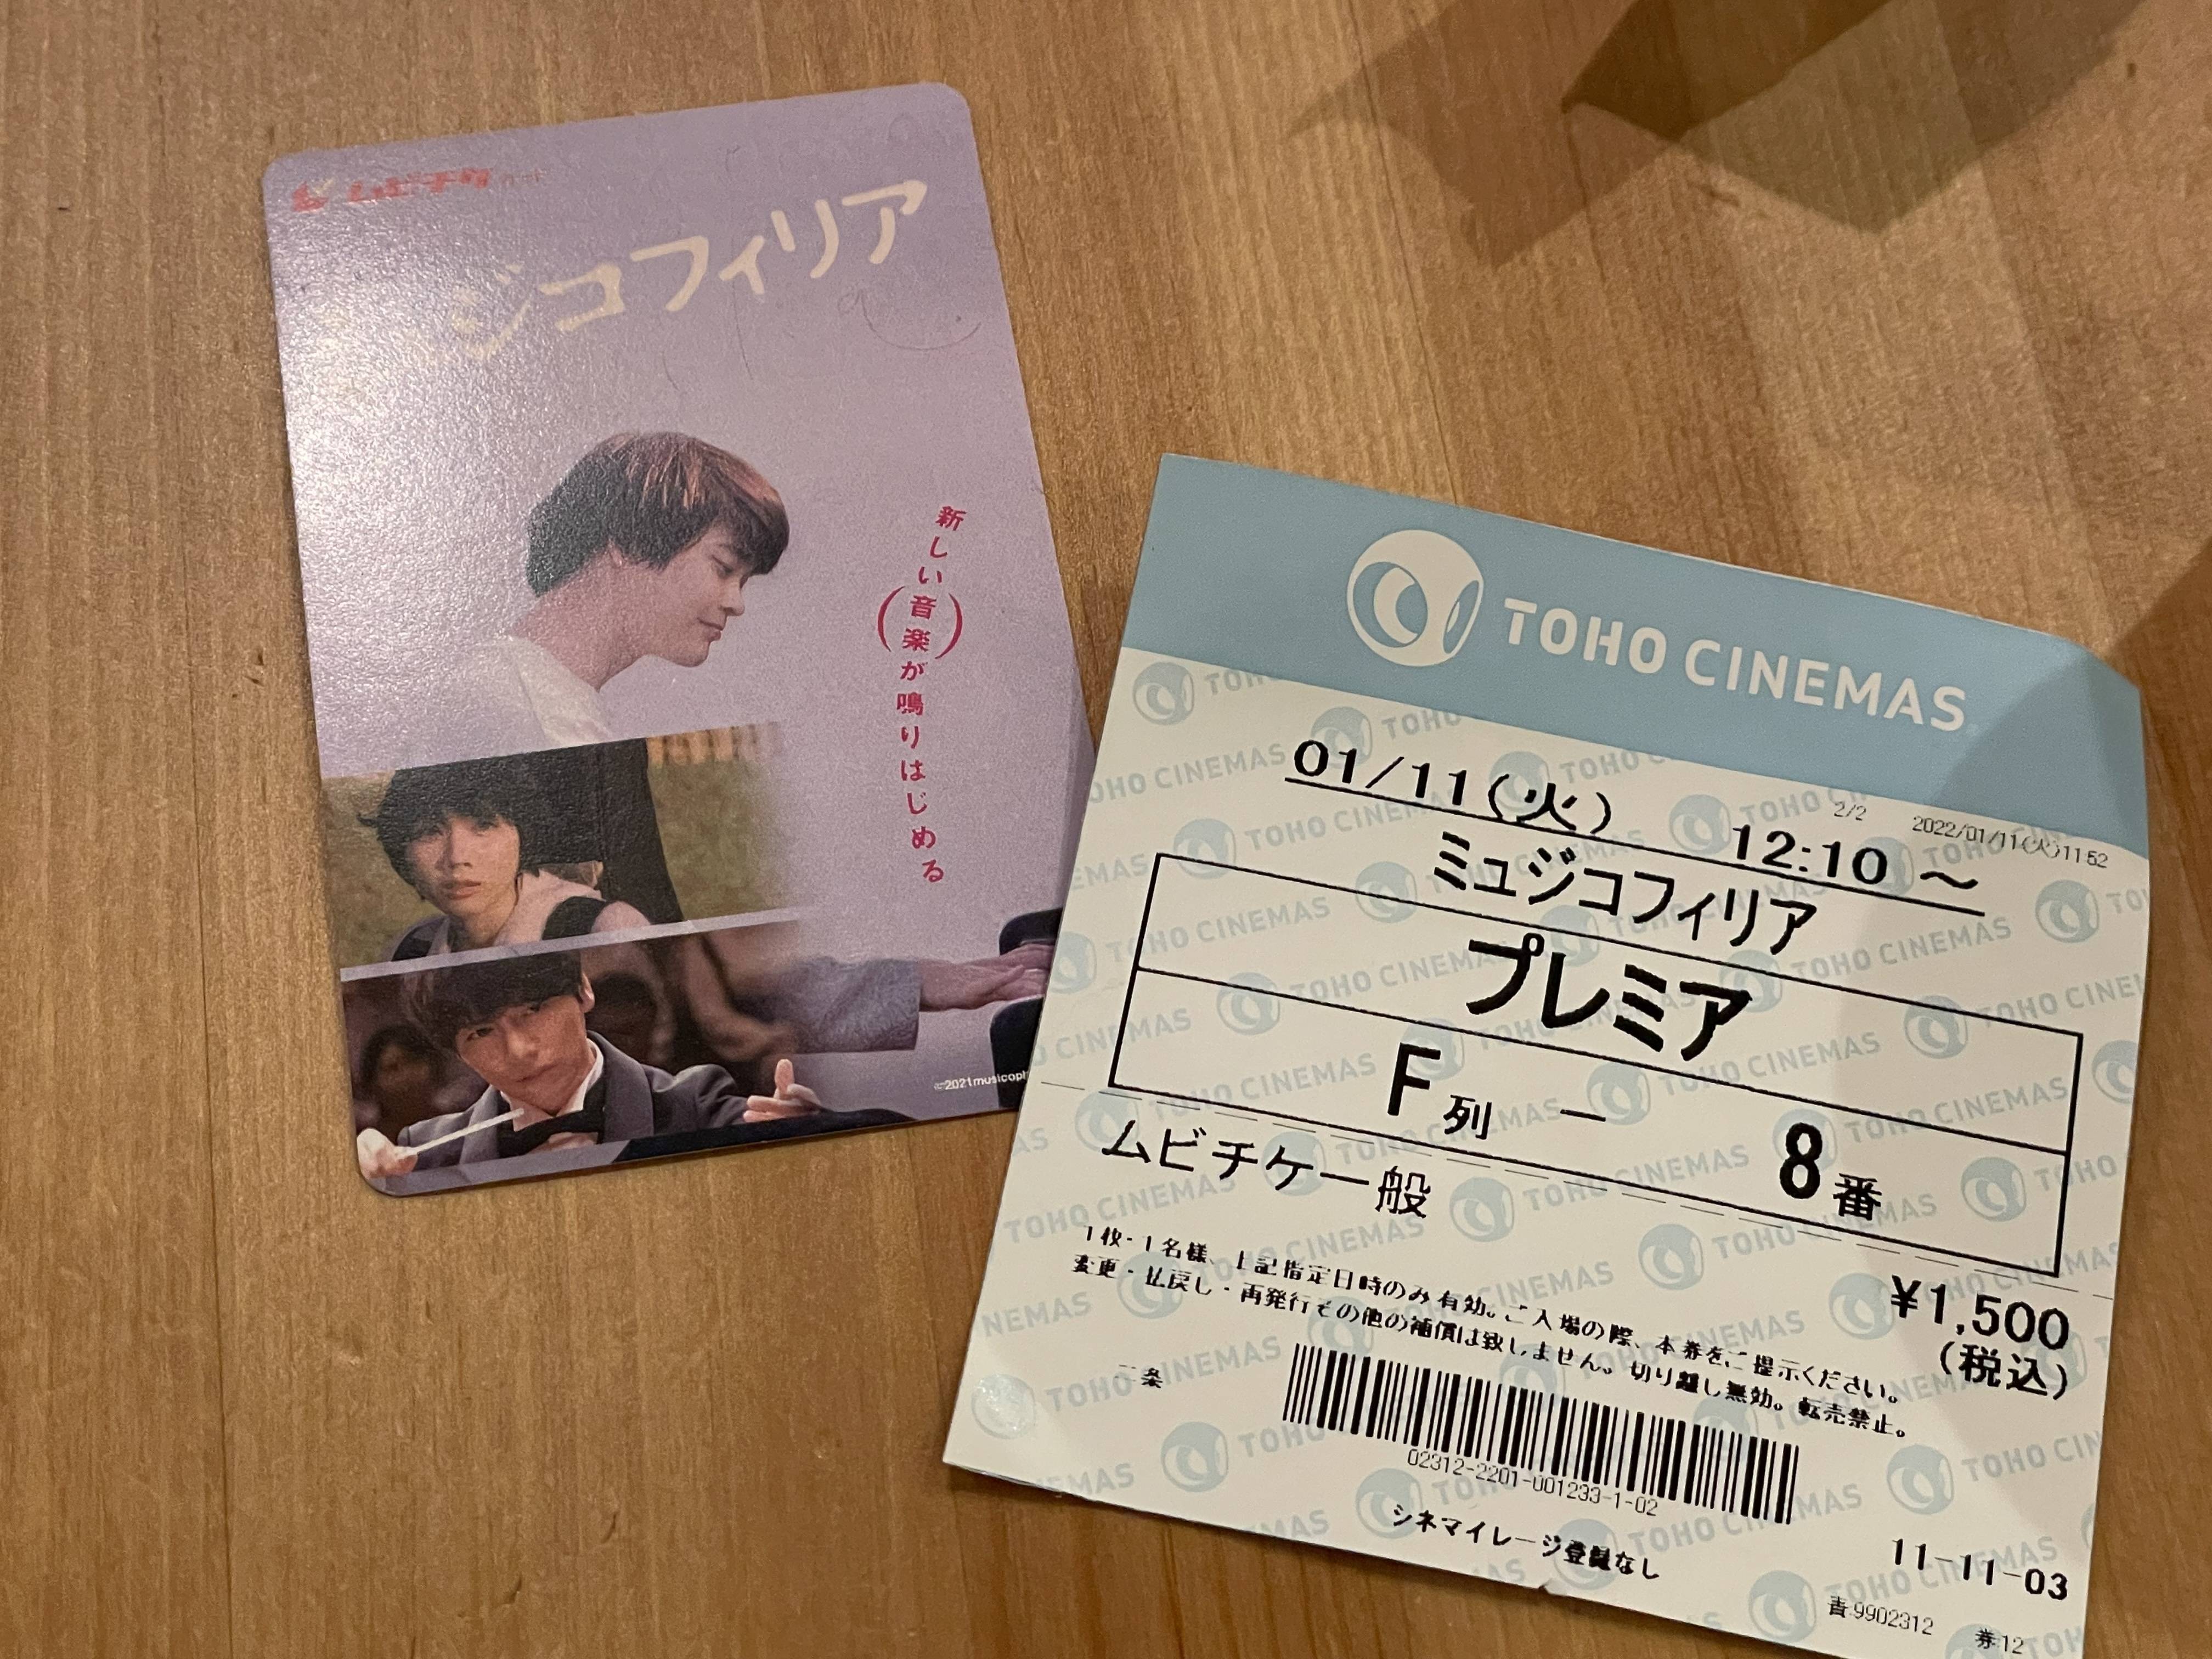 ムビチケ カード
ジコフィリア
新しい(音楽)が鳴りはじめる
©2021musicoph
TOHO CINEMAS
01/11(火) 12:10～
2/2 2022/01/11(火)11:52
ミュジコフィリア
プレミア
F列 － 8番
ムビチケ一般
¥1,500
(税込)
1枚・1名様、上記指定日時のみ有効。ご入場の際、本券をご提示ください。
変更・払戻し・再発行その他の補償は致しません。切り離し無効。転売禁止。
二条
02312-2201-001233-1-02
シネマイレージ登録なし
11-11-03
青:9902312 券:12